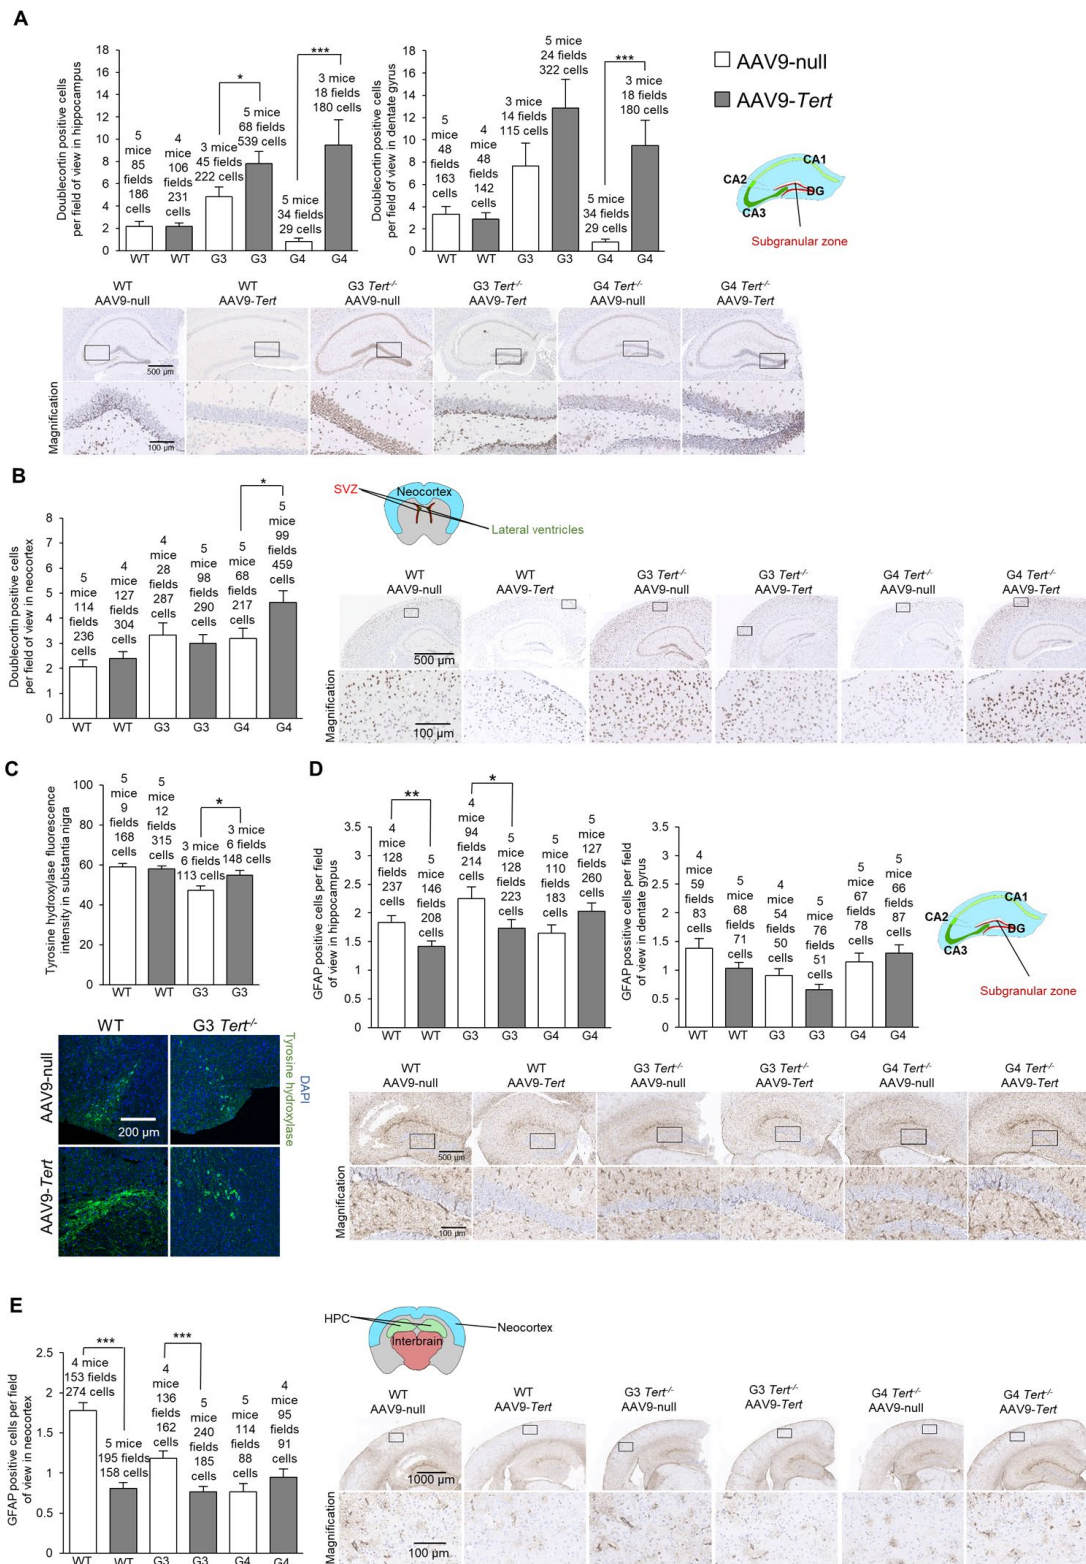 A
Doublecortin positive cells
per field of view in hippocampus
18
16
14
12
10
8
6
4
2
0
5
mice
85
fields
186
cells
4
mice
106
fields
231
cells
3 mice
45 fields
222 cells
*
5 mice
68 fields
539 cells
5 mice
34 fields
29 cells
***
3 mice
18 fields
180 cells
WT WT G3 G3 G4 G4
Doublecortin positive cells
per field of view in dentate gyrus
18
16
14
12
10
8
6
4
2
0
5
mice
48
fields
163
cells
4
mice
48
fields
142
cells
3 mice
14 fields
115 cells
5 mice
24 fields
322 cells
5 mice
34 fields
29 cells
***
3 mice
18 fields
180 cells
WT WT G3 G3 G4 G4
AAV9-null
AAV9-Tert
CA1
CA2
DG
CA3
Subgranular zone
WT
AAV9-null
WT
AAV9-Tert
G3 Tert-/-
AAV9-null
G3 Tert-/-
AAV9-Tert
G4 Tert-/-
AAV9-null
G4 Tert-/-
AAV9-Tert
500 µm
Magnification
100 µm
B
Doublecortin positive cells
per field of view in neocortex
8
7
6
5
4
3
2
1
0
5
mice
114
fields
236
cells
4
mice
127
fields
304
cells
4
mice
28
fields
287
cells
5
mice
98
fields
290
cells
5
mice
68
fields
217
cells
*
5
mice
99
fields
459
cells
WT WT G3 G3 G4 G4
SVZ
Neocortex
Lateral ventricles
WT
AAV9-null
WT
AAV9-Tert
G3 Tert-/-
AAV9-null
G3 Tert-/-
AAV9-Tert
G4 Tert-/-
AAV9-null
G4 Tert-/-
AAV9-Tert
500 µm
Magnification
100 µm
C
Tyrosine hydroxylase fluorescence
intensity in substantia nigra
100
80
60
40
20
0
5
mice
9
fields
168
cells
5
mice
12
fields
315
cells
3 mice
6 fields
113 cells
*
3 mice
6 fields
148 cells
WT WT G3 G3
WT
G3 Tert-/-
AAV9-null
200 µm
AAV9-Tert
DAPI
Tyrosine hydroxylase
D
GFAP positive cells per field
of view in hippocampus
3.5
3
2.5
2
1.5
1
0.5
0
4
mice
128
fields
237
cells
**
5
mice
146
fields
208
cells
4
mice
94
fields
214
cells
*
5
mice
128
fields
223
cells
5
mice
110
fields
183
cells
5
mice
127
fields
260
cells
WT WT G3 G3 G4 G4
GFAP possitive cells per field
of view in dentate gyrus
3.5
3
2.5
2
1.5
1
0.5
0
4
mice
59
fields
83
cells
5
mice
68
fields
71
cells
4
mice
54
fields
50
cells
5
mice
76
fields
51
cells
5
mice
67
fields
78
cells
5
mice
66
fields
87
cells
WT WT G3 G3 G4 G4
CA1
CA2
DG
CA3
Subgranular zone
WT
AAV9-null
WT
AAV9-Tert
G3 Tert-/-
AAV9-null
G3 Tert-/-
AAV9-Tert
G4 Tert-/-
AAV9-null
G4 Tert-/-
AAV9-Tert
500 µm
Magnification
100 µm
E
GFAP positive cells per field
of view in neocortex
2.5
2
1.5
1
0.5
0
***
4 mice
153 fields
274 cells
5 mice
195 fields
158 cells
***
4
mice
136
fields
162
cells
5
mice
240
fields
185
cells
5
mice
114
fields
88
cells
4
mice
95
fields
91
cells
WT WT G3 G3 G4 G4
HPC
Neocortex
Interbrain
WT
AAV9-null
WT
AAV9-Tert
G3 Tert-/-
AAV9-null
G3 Tert-/-
AAV9-Tert
G4 Tert-/-
AAV9-null
G4 Tert-/-
AAV9-Tert
1000 µm
Magnification
100 µm